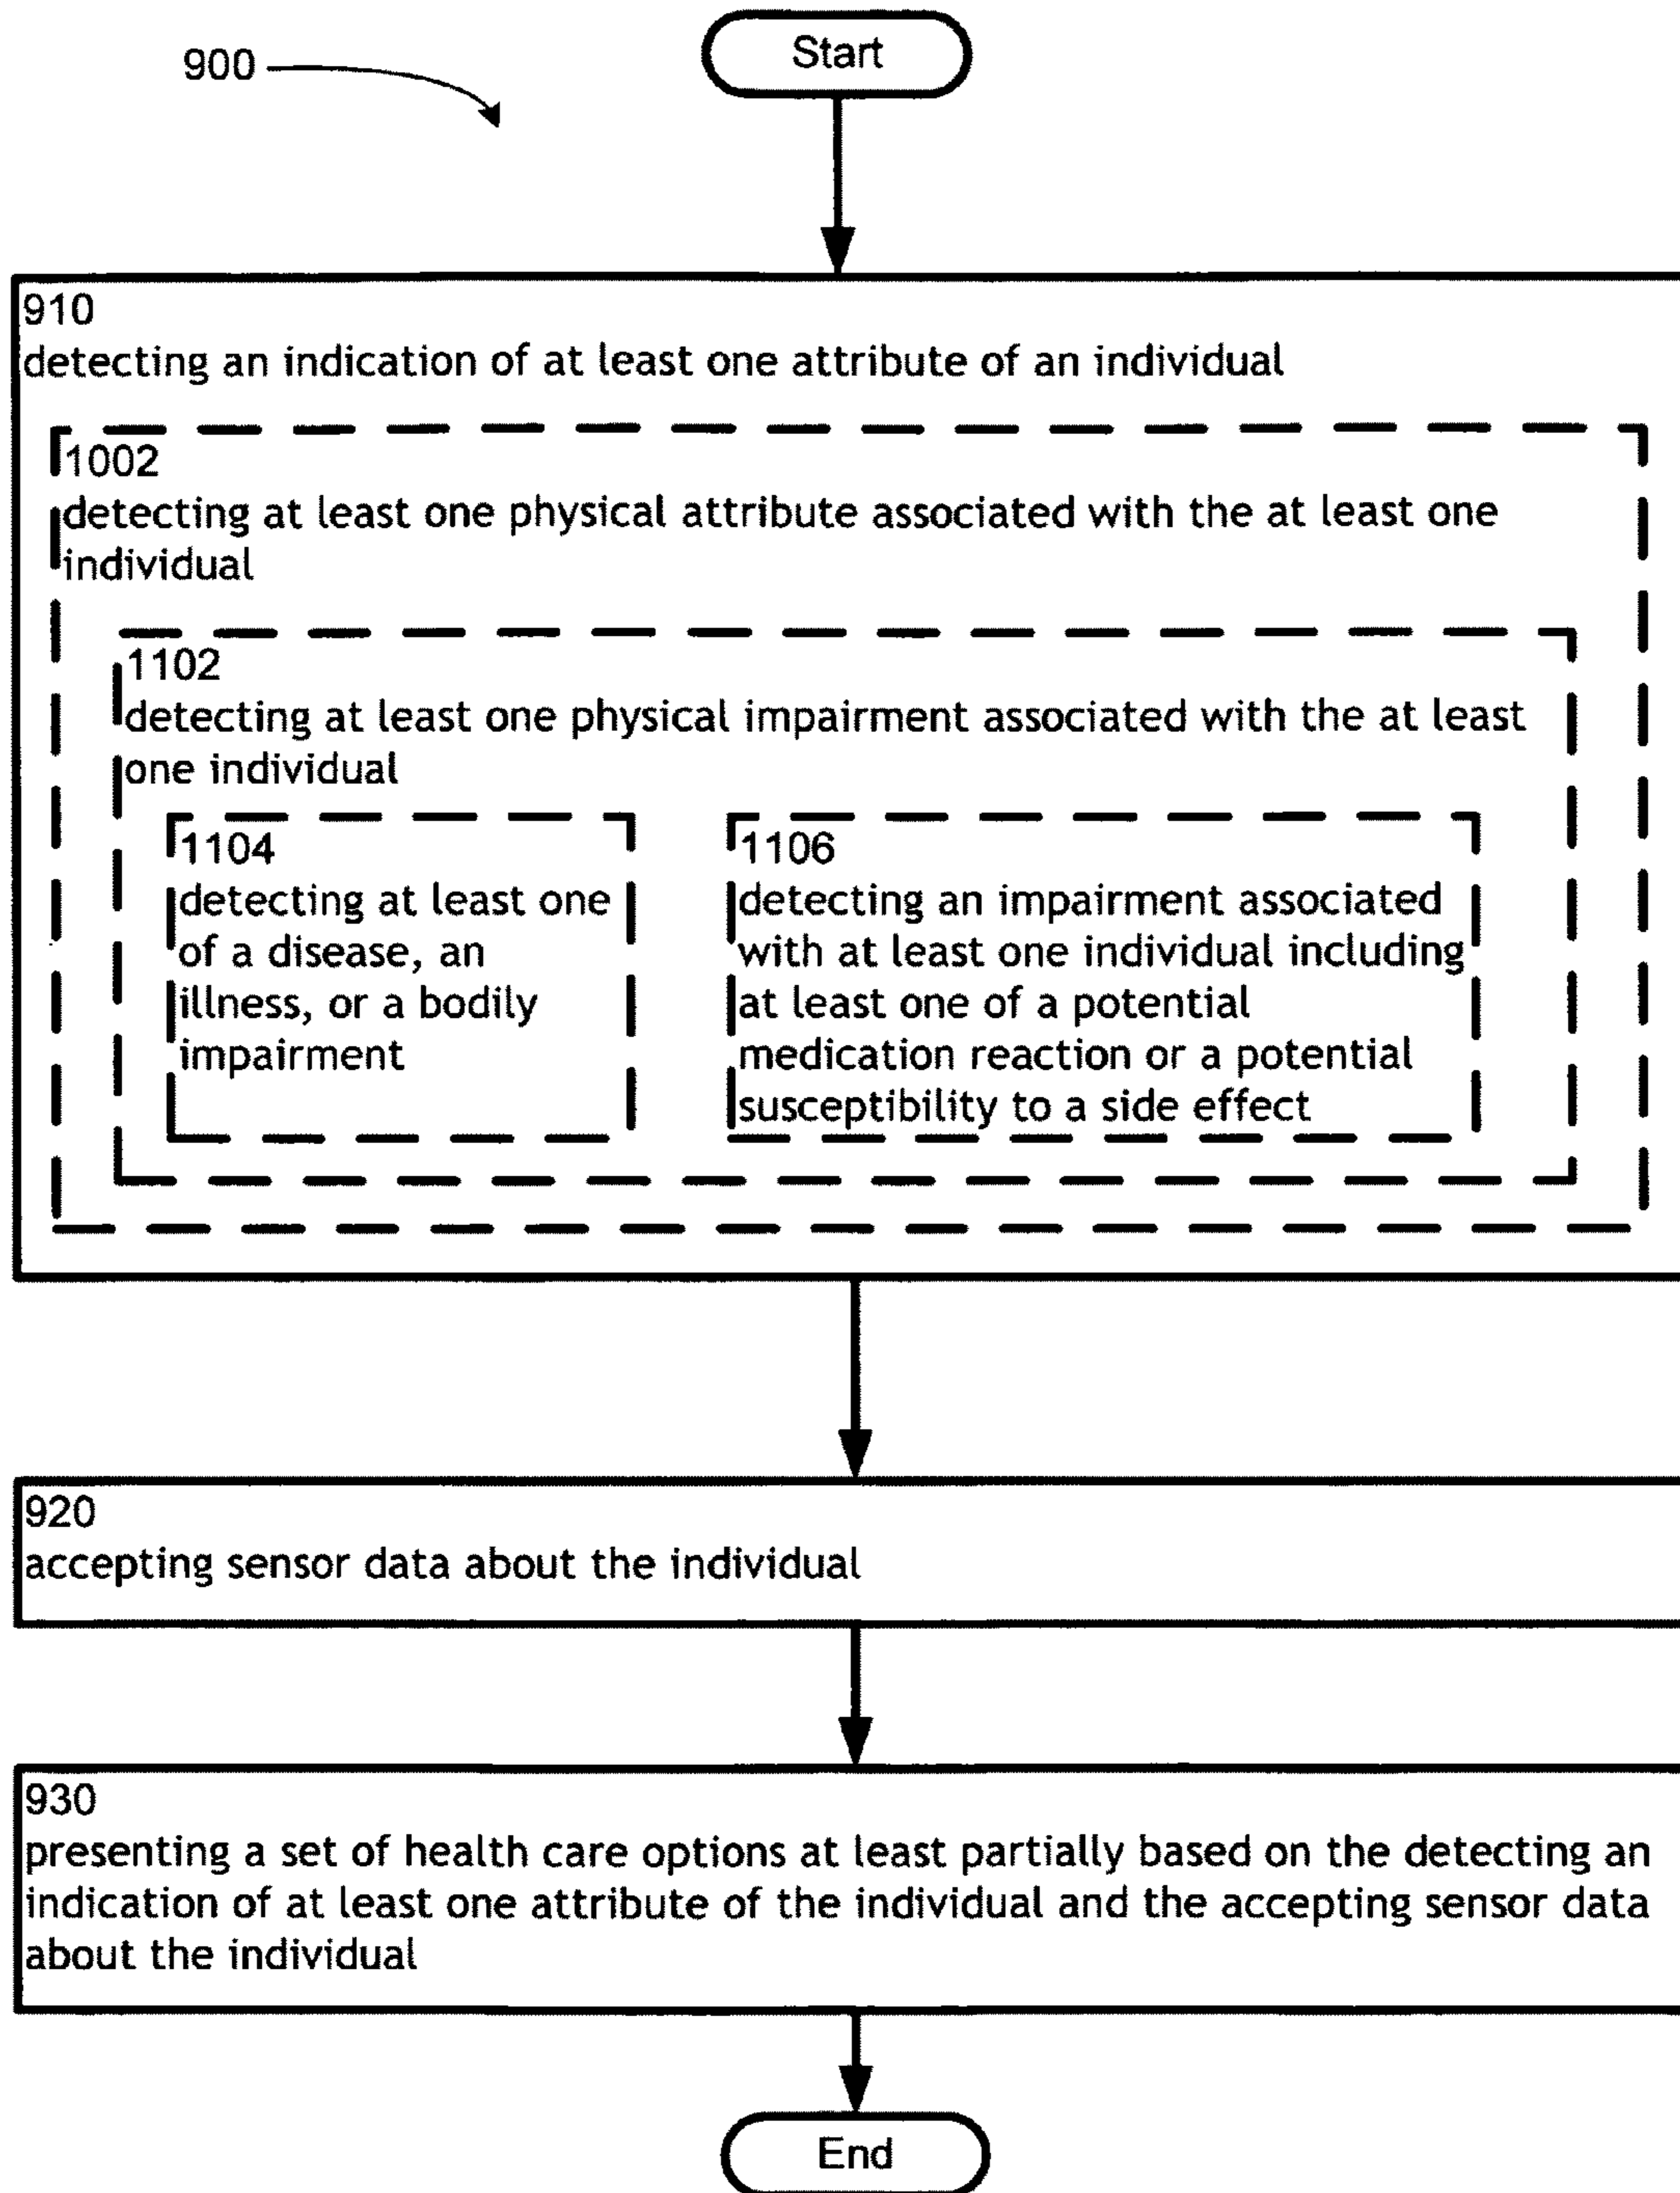 Start
900
910
detecting an indication of at least one attribute of an individual
1002
detecting at least one physical attribute associated with the at least one
individual
1102
detecting at least one physical impairment associated with the at least
one individual
1104
detecting at least one
of a disease, an
illness, or a bodily
impairment
1106
detecting an impairment associated
with at least one individual including
at least one of a potential
medication reaction or a potential
susceptibility to a side effect
920
accepting sensor data about the individual
930
presenting a set of health care options at least partially based on the detecting an
indication of at least one attribute of the individual and the accepting sensor data
about the individual
End